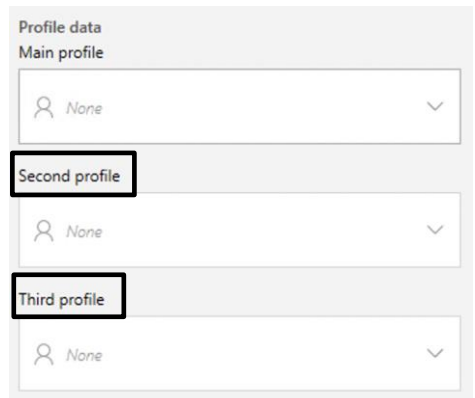 Profile data
Main profile
None
Second profile
None
Third profile
None